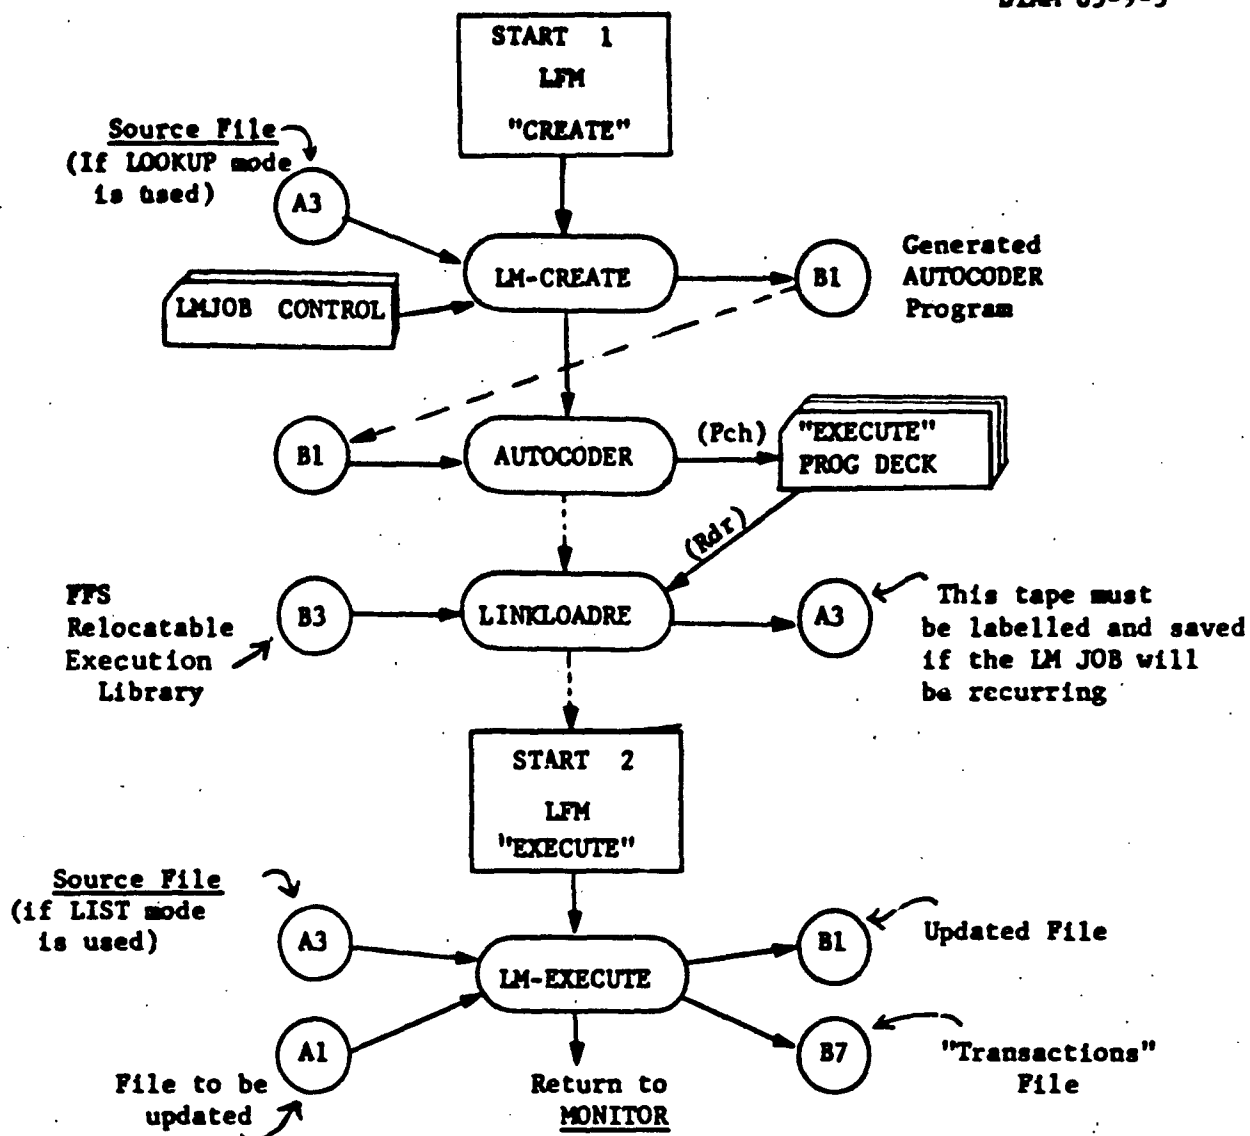 START 1
LFM
"CREATE"
Source File
(If LOOKUP mode
is used)
A3
LM-CREATE
B1
Generated
AUTOCODER
Program
LMJOB CONTROL
B1
AUTOCODER
(Pch)
"EXECUTE"
PROG DECK
(Rdr)
FFS
Relocatable
Execution
Library
B3
LINKLOADRE
A3
This tape must
be labelled and saved
if the LM JOB will
be recurring
START 2
LFM
"EXECUTE"
Source File
(if LIST mode
is used)
A3
LM-EXECUTE
B1
Updated File
A1
File to be
updated
B7
"Transactions"
File
Return to
MONITOR